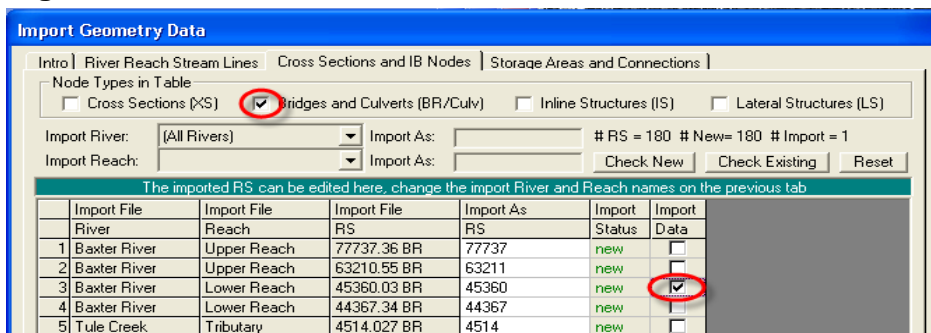 Import Geometry Data
Intro River Reach Stream Lines Cross Sections and IB Nodes Storage Areas and Connections
Node Types in Table
Cross Sections (XS) Bridges and Culverts (BR/Culv) Inline Structures (IS) Lateral Structures (LS)
Import River: (All Rivers) Import As: # RS = 180 # New= 180 # Import = 1
Import Reach: Import As: Check New Check Existing Reset
The imported RS can be edited here, change the import River and Reach names on the previous tab
Import File Import File Import File Import As Import Import
River Reach RS RS Status Data
1 Baxter River Upper Reach 77737.36 BR 77737 new
2 Baxter River Upper Reach 63210.55 BR 63211 new
3 Baxter River Lower Reach 45360.03 BR 45360 new
4 Baxter River Lower Reach 44367.34 BR 44367 new
5 Tule Creek Tributary 4514.027 BR 4514 new